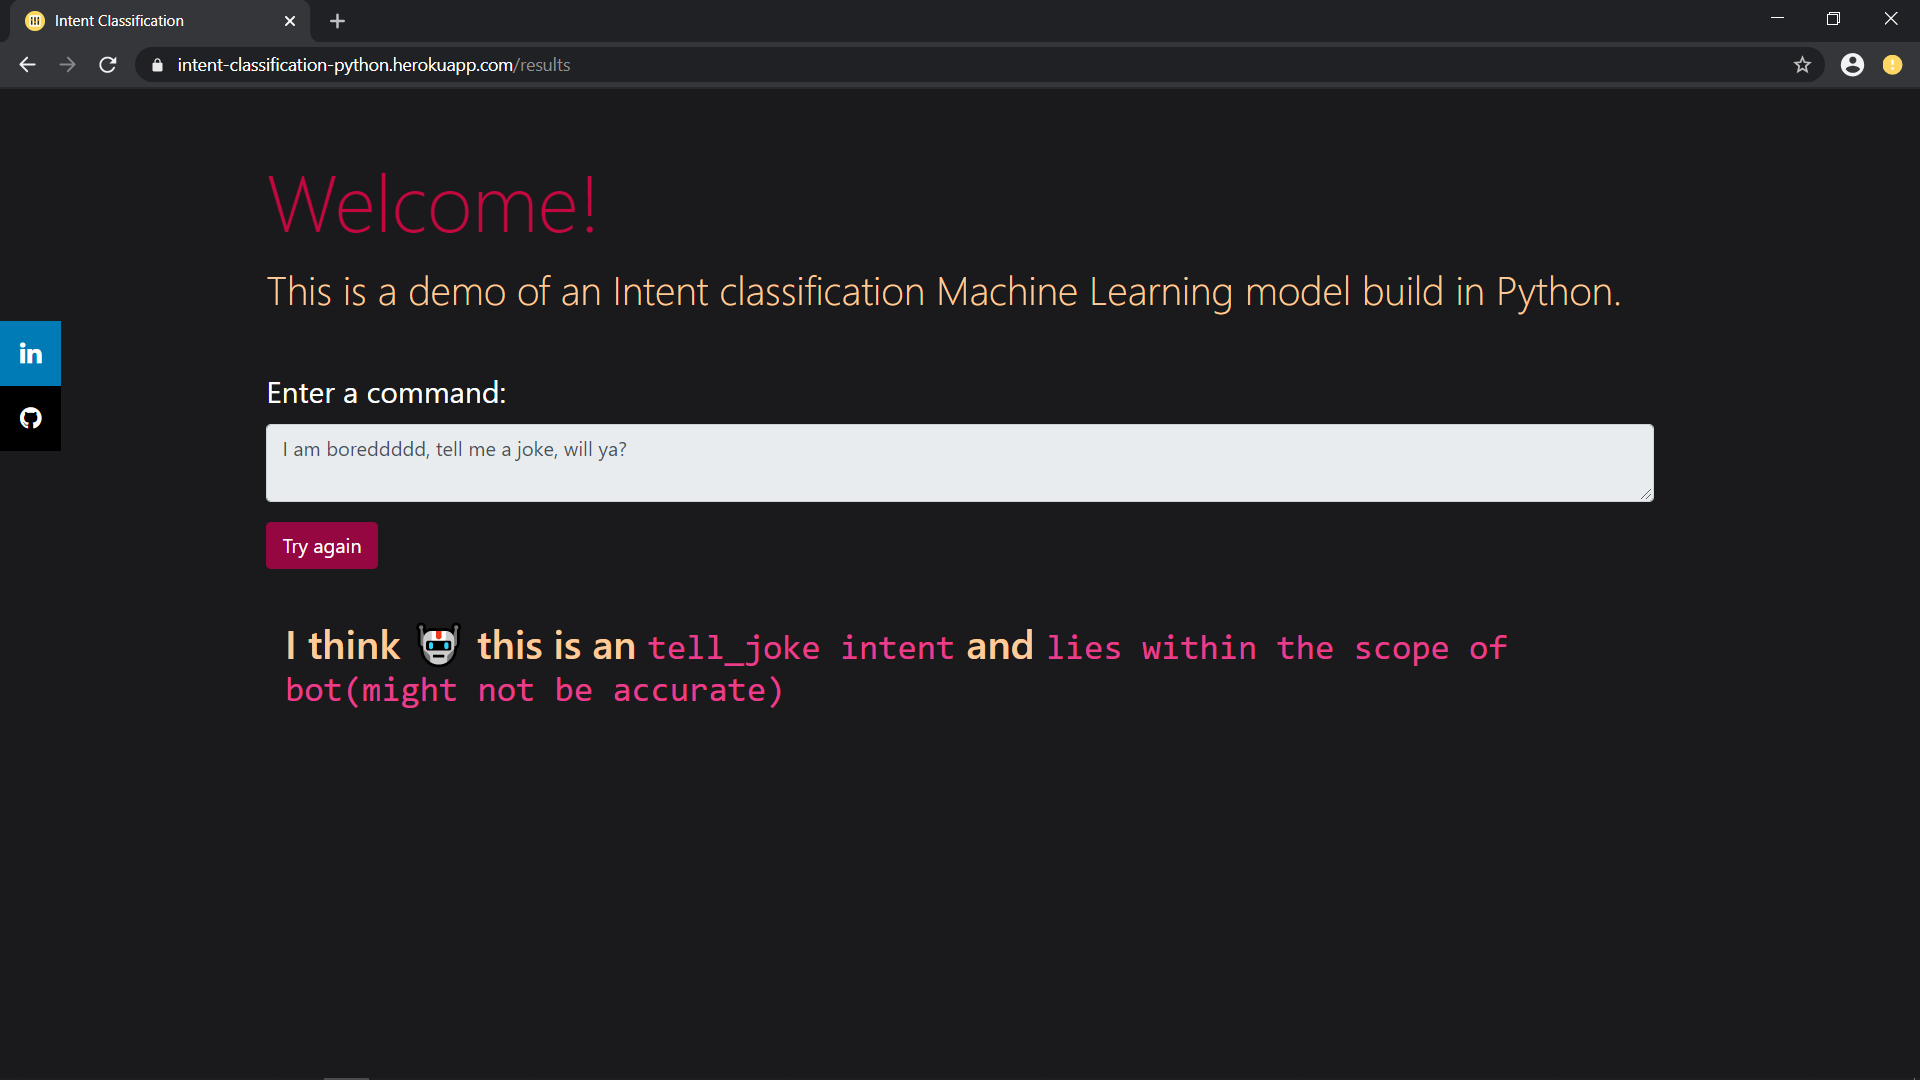 Intent Classification
intent-classification-python.herokuapp.com/results
Welcome!
This is a demo of an Intent classification Machine Learning model build in Python.
in
Enter a command:
I am boreddddd, tell me a joke, will ya?
Try again
I think 🤖 this is an tell_joke intent and lies within the scope of
bot(might not be accurate)